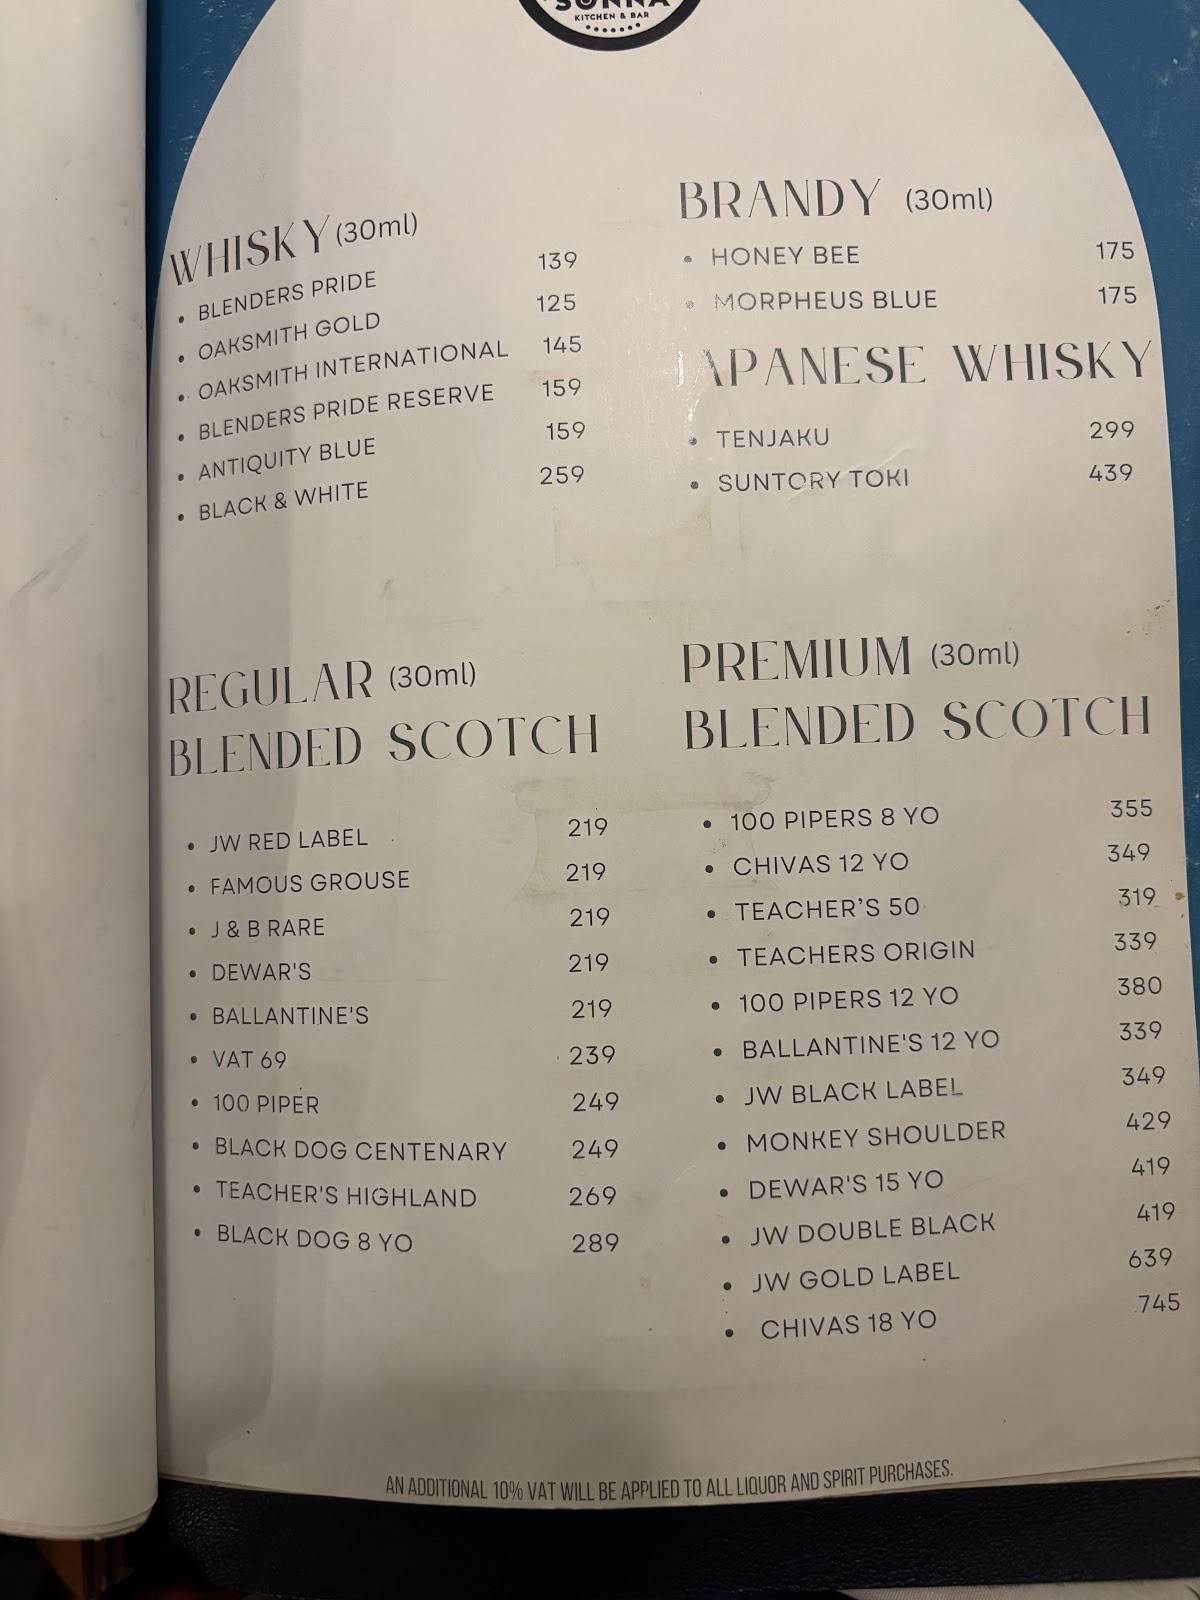 KITCHEN & BAR
WHISKY (30ml)
• BLENDERS PRIDE 139
• OAKSMITH GOLD 125
• OAKSMITH INTERNATIONAL 145
• BLENDERS PRIDE RESERVE 159
• ANTIQUITY BLUE 159
• BLACK & WHITE 259
BRANDY (30ml)
• HONEY BEE 175
• MORPHEUS BLUE 175
JAPANESE WHISKY
• TENJAKU 299
• SUNTORY TOKI 439
REGULAR (30ml)
BLENDED SCOTCH
• JW RED LABEL 219
• FAMOUS GROUSE 219
• J & B RARE 219
• DEWAR'S 219
• BALLANTINE'S 219
• VAT 69 239
• 100 PIPER 249
• BLACK DOG CENTENARY 249
• TEACHER'S HIGHLAND 269
• BLACK DOG 8 YO 289
PREMIUM (30ml)
BLENDED SCOTCH
• 100 PIPERS 8 YO 355
• CHIVAS 12 YO 349
• TEACHER'S 50 319
• TEACHERS ORIGIN 339
• 100 PIPERS 12 YO 380
• BALLANTINE'S 12 YO 339
• JW BLACK LABEL 349
• MONKEY SHOULDER 429
• DEWAR'S 15 YO 419
• JW DOUBLE BLACK 419
• JW GOLD LABEL 639
• CHIVAS 18 YO 745
AN ADDITIONAL 10% VAT WILL BE APPLIED TO ALL LIQUOR AND SPIRIT PURCHASES.